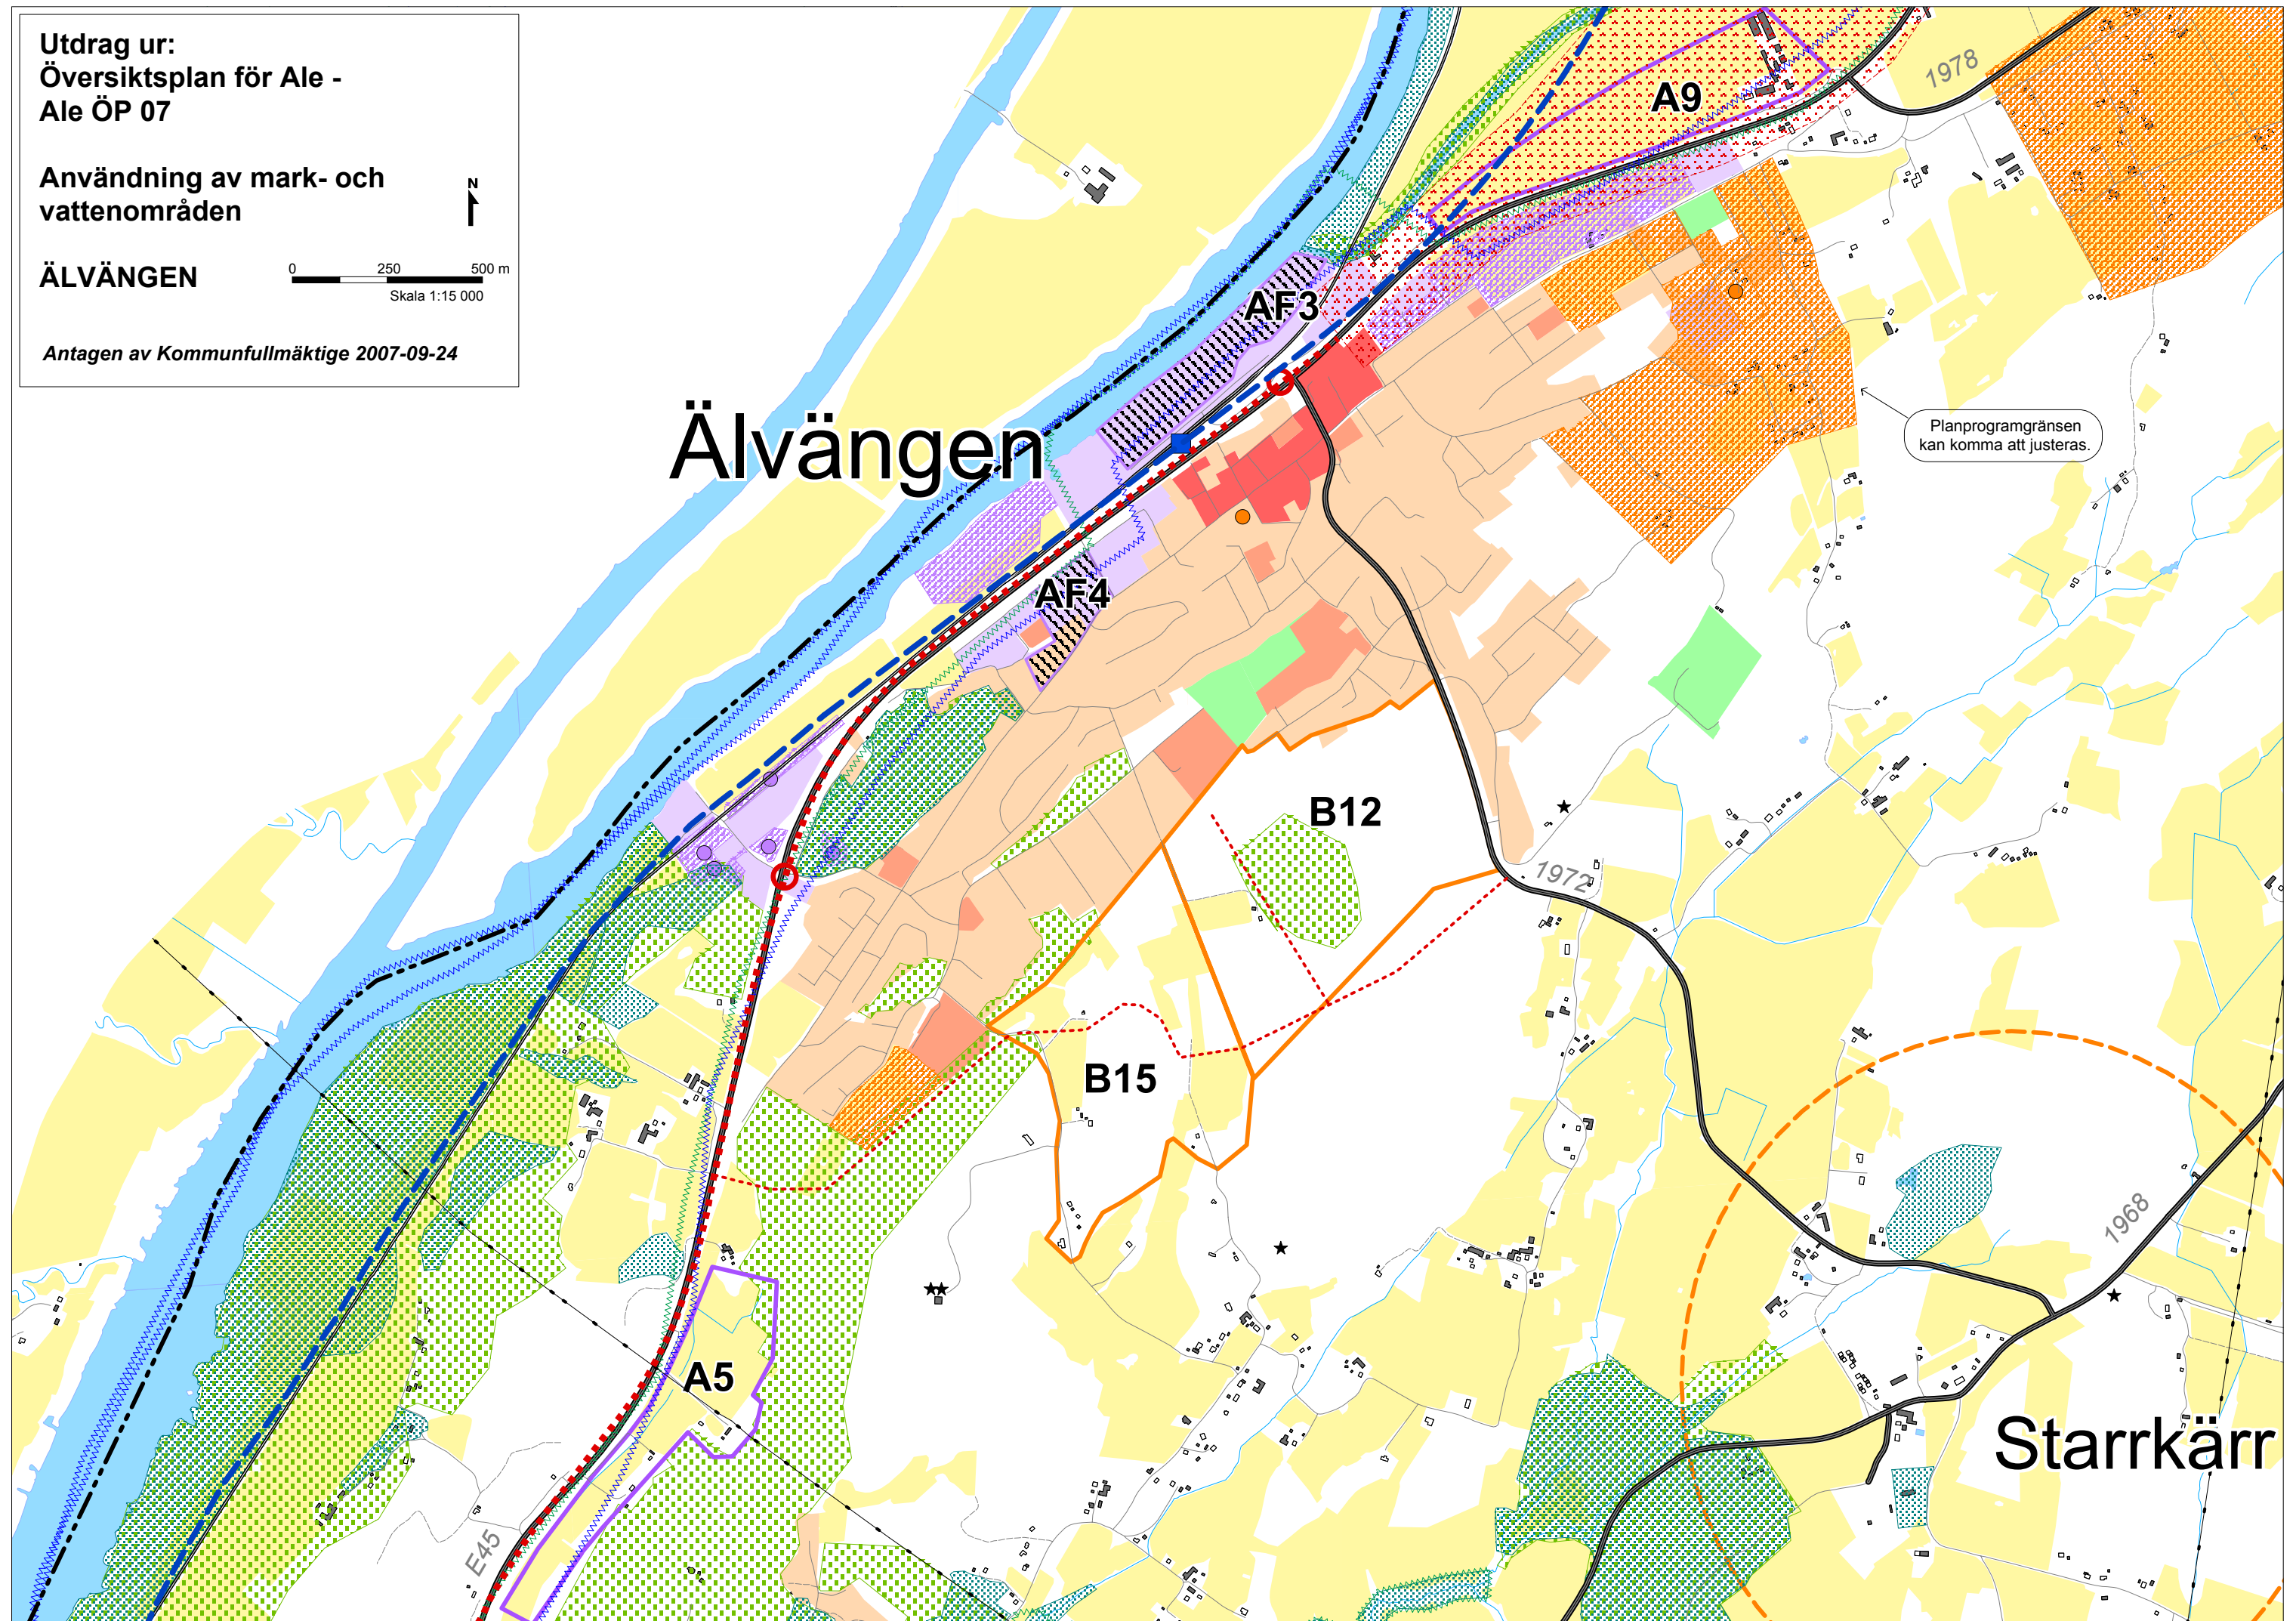 Utdrag ur:
Översiktsplan för Ale -
Ale ÖP 07
Användning av mark- och
vattenområden
N
ÄLVÄNGEN
0 250 500 m
Skala 1:15 000
Antagen av Kommunfullmäktige 2007-09-24
A9
1978
AF3
Älvängen
Planprogramgränsen
kan komma att justeras.
AF4
B12
1972
B15
1968
A5
Starrkärr
E45